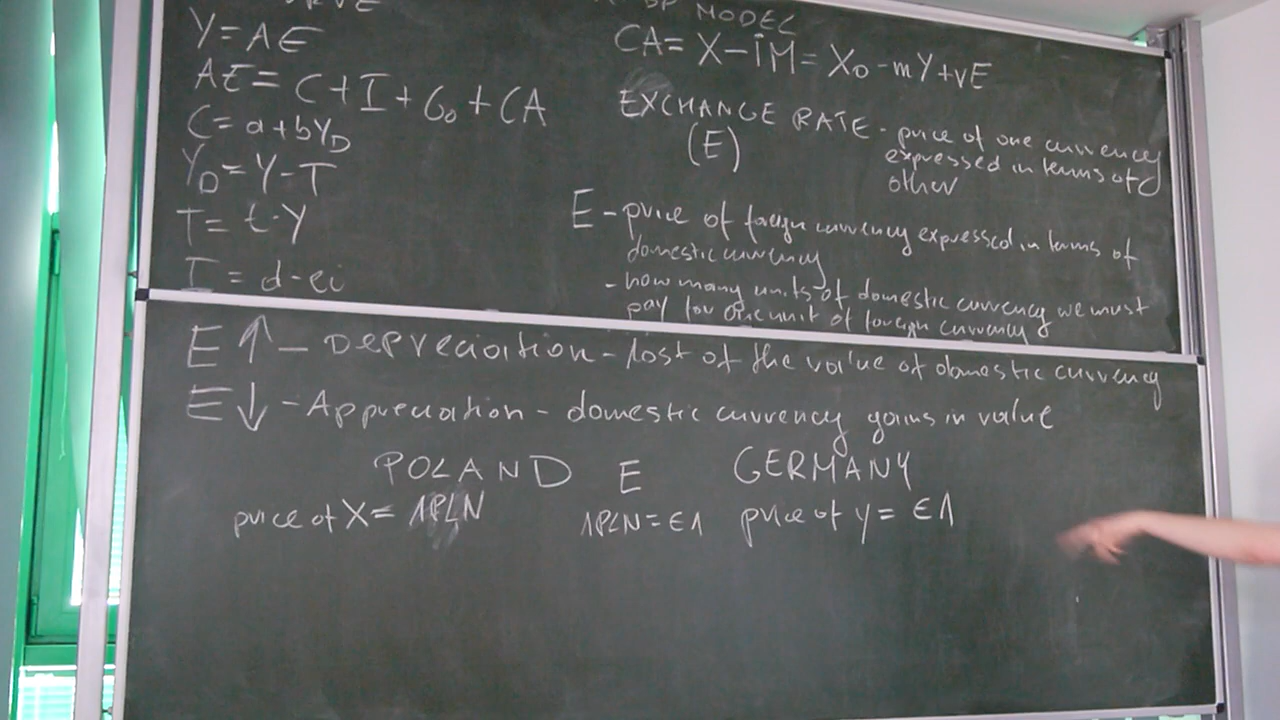 BP MODEL
Y=AE
AE = C+I+G₀+CA
C= a+bY_D
Y_D=Y-T
T= t·Y
I = d-ei
CA= X-IM= X₀-mY+vE
EXCHANGE RATE - price of one currency
(E)
expressed in terms of
other
E - price of foreign currency expressed in terms of
domestic currency
- how many units of domestic currency we must
pay for one unit of foreign currency
E ↑ - Depreciation - lost of the value of domestic currency
E ↓ - Appreciation - domestic currency gains in value
POLAND E GERMANY
price of X= 1PLN 1PLN=€1 price of y= €1